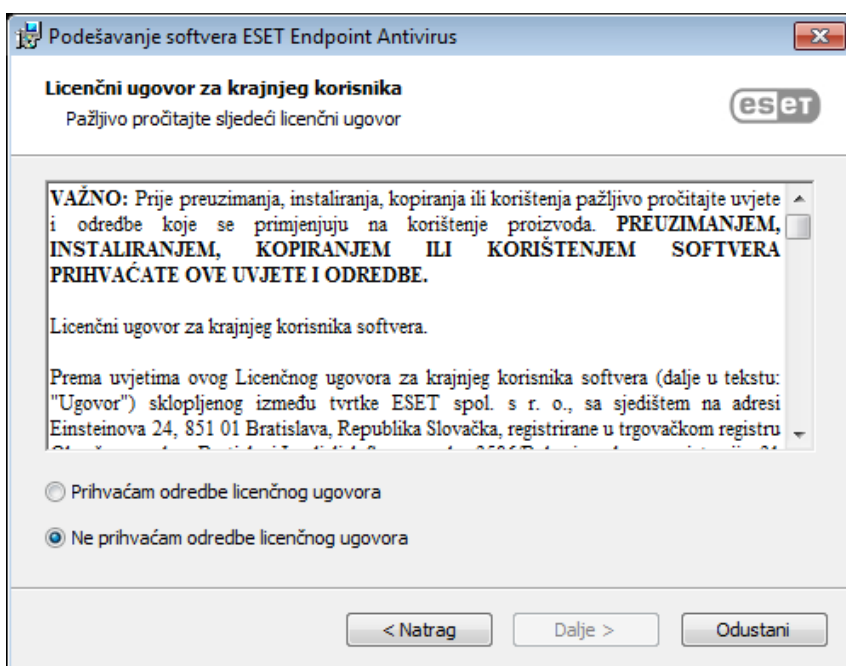 Podešavanje softvera ESET Endpoint Antivirus
Licenčni ugovor za krajnjeg korisnika
Pažljivo pročitajte sljedeći licenčni ugovor
eseT
VAŽNO: Prije preuzimanja, instaliranja, kopiranja ili korištenja pažljivo pročitajte uvjete
i odredbe koje se primjenjuju na korištenje proizvoda. PREUZIMANJEM,
INSTALIRANJEM, KOPIRANJEM ILI KORIŠTENJEM SOFTVERA
PRIHVAĆATE OVE UVJETE I ODREDBE.
Licenčni ugovor za krajnjeg korisnika softvera.
Prema uvjetima ovog Licenčnog ugovora za krajnjeg korisnika softvera (dalje u tekstu:
"Ugovor") sklopljenog između tvrtke ESET spol. s r. o., sa sjedištem na adresi
Einsteinova 24, 851 01 Bratislava, Republika Slovačka, registrirane u trgovačkom registru
Prihvaćam odredbe licenčnog ugovora
Ne prihvaćam odredbe licenčnog ugovora
< Natrag
Dalje >
Odustani